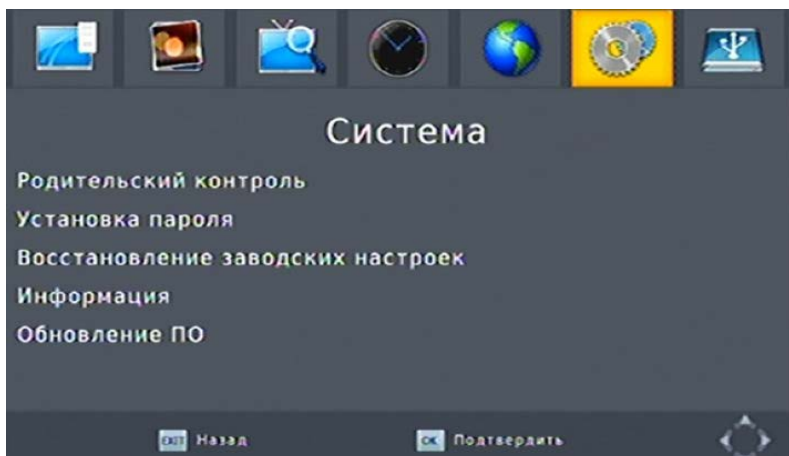 Система
Родительский контроль
Установка пароля
Восстановление заводских настроек
Информация
Обновление ПО
EXIT Назад OK Подтвердить